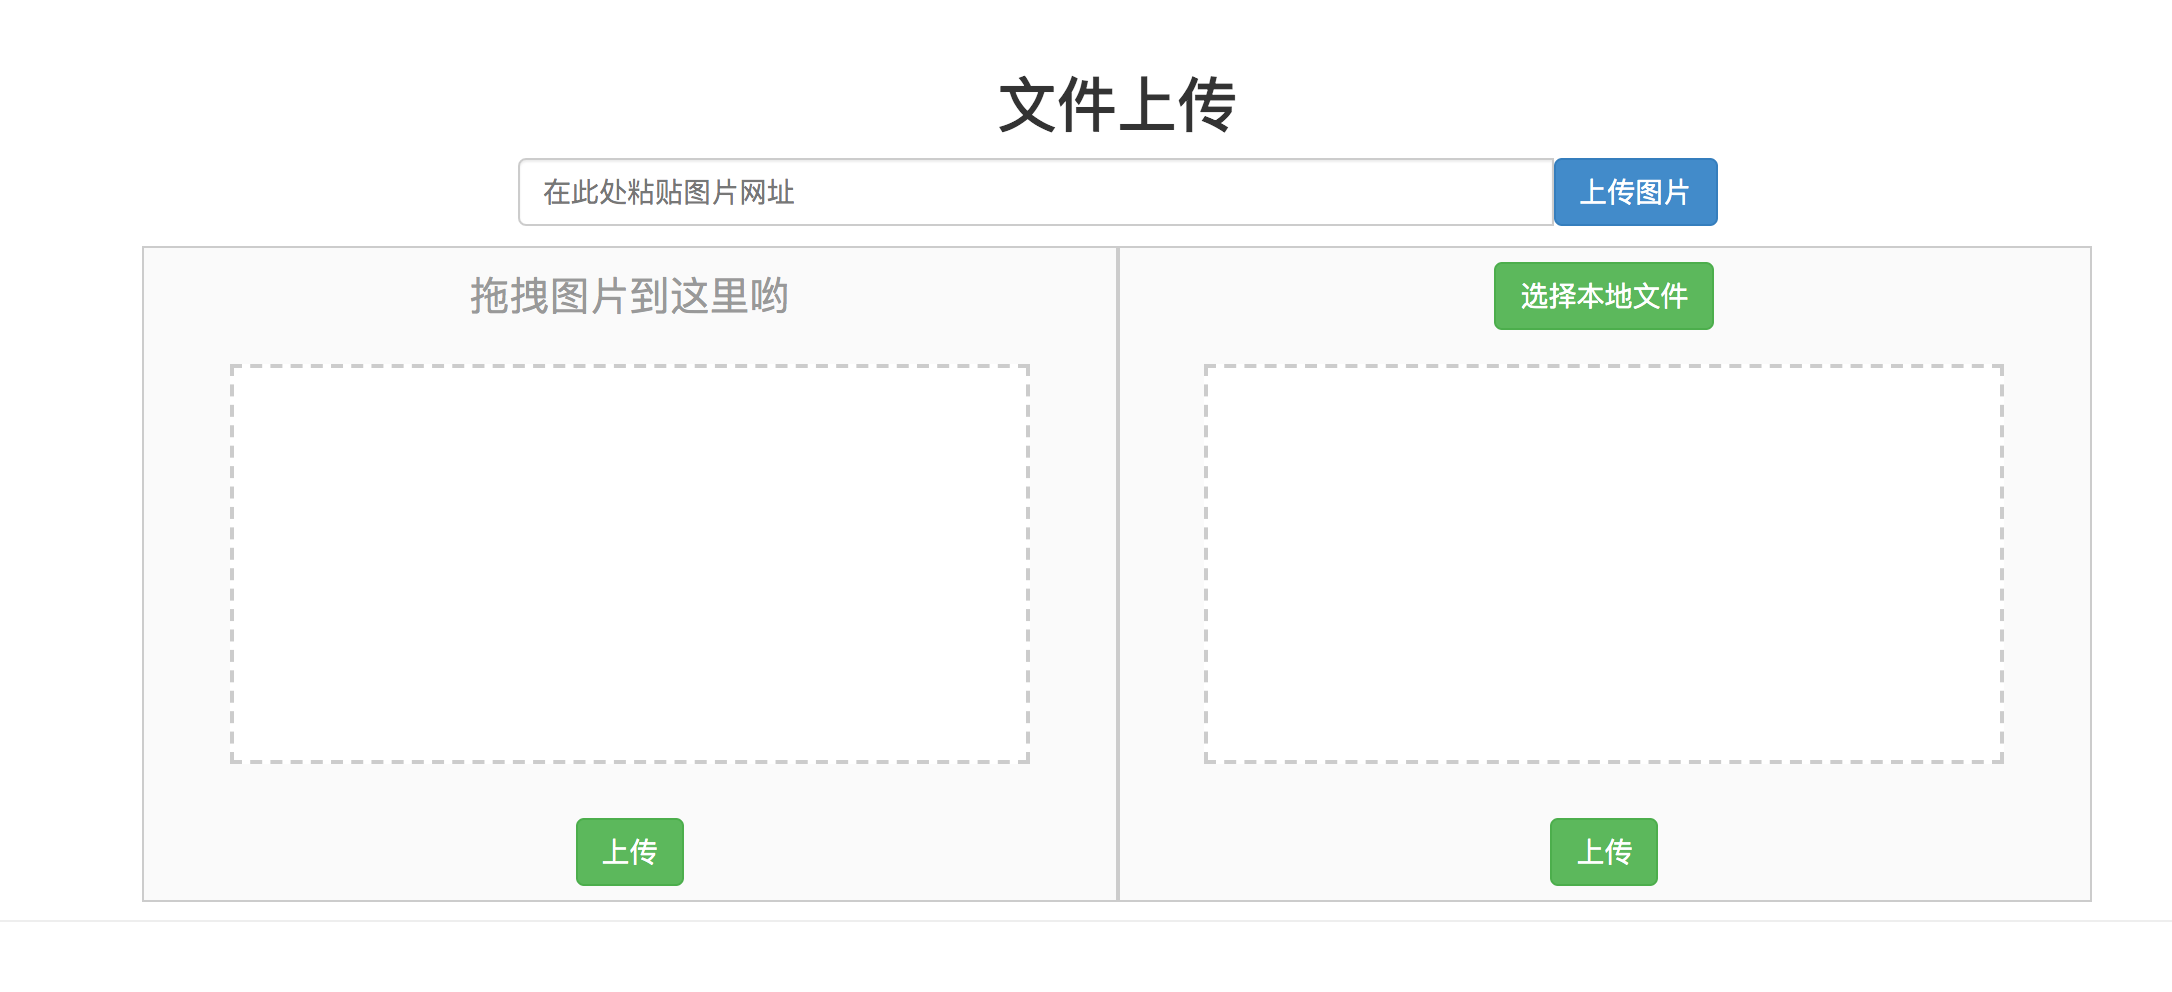 文件上传
在此处粘贴图片网址
上传图片
拖拽图片到这里哟
选择本地文件
上传
上传